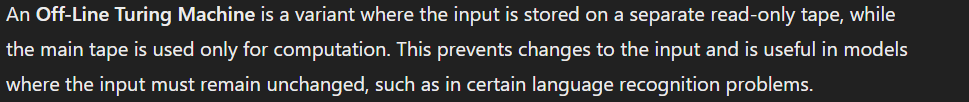 An Off-Line Turing Machine is a variant where the input is stored on a separate read-only tape, while
the main tape is used only for computation. This prevents changes to the input and is useful in models
where the input must remain unchanged, such as in certain language recognition problems.